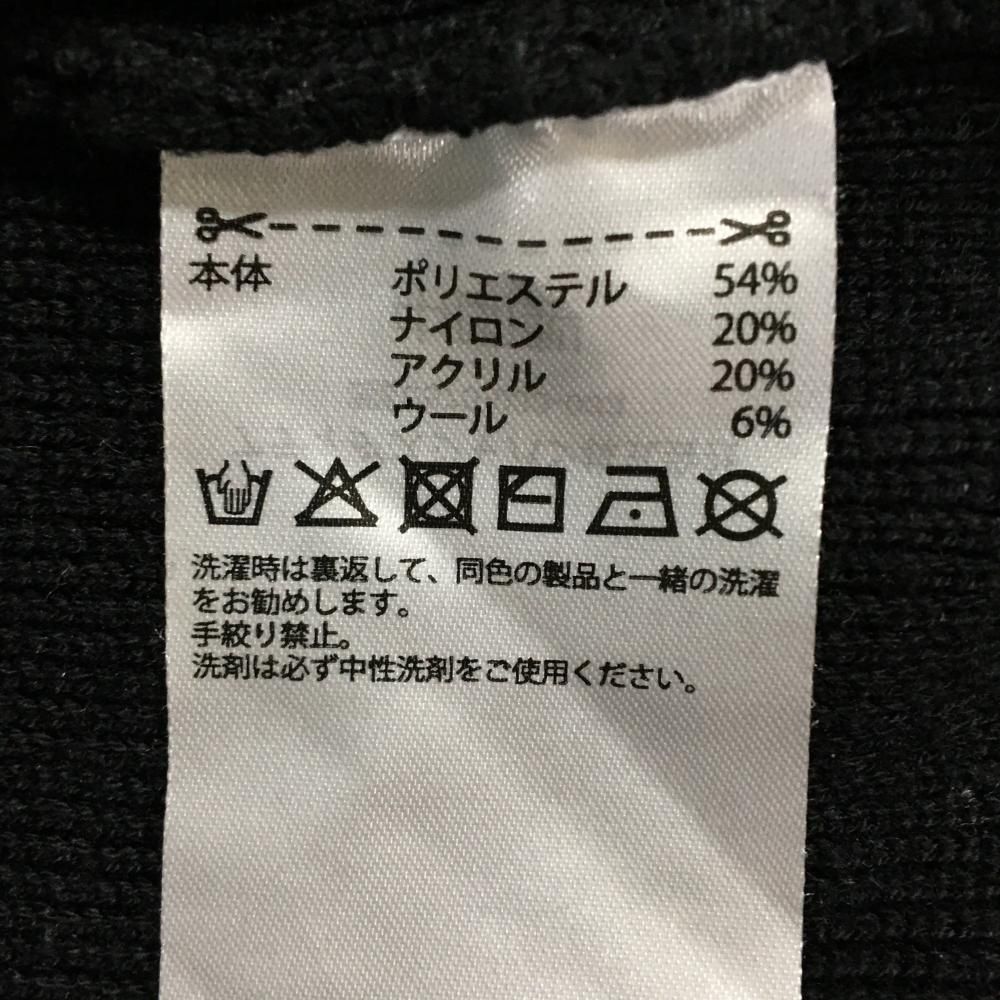 本体 ポリエステル 54%
ナイロン 20%
アクリル 20%
ウール 6%
洗濯時は裏返して、同色の製品と一緒の洗濯
をお勧めします。
手絞り禁止。
洗剤は必ず中性洗剤をご使用ください。